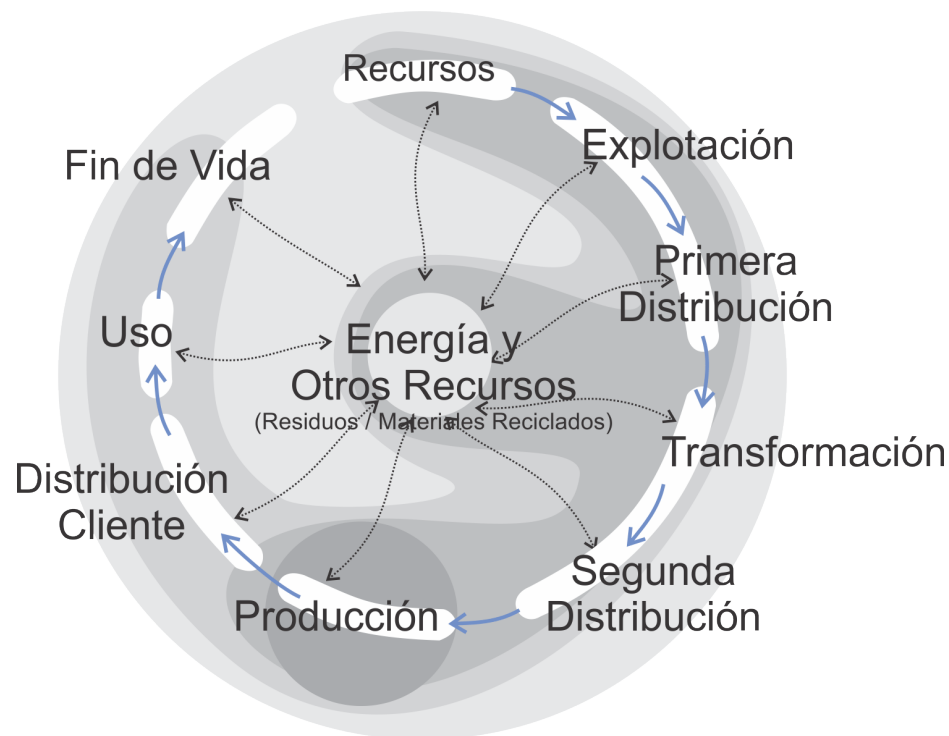 Recursos
Explotación
Primera
Distribución
Transformación
Segunda
Distribución
Producción
Distribución
Cliente
Uso
Fin de Vida
Energía y
Otros Recursos
(Residuos / Materiales Reciclados)